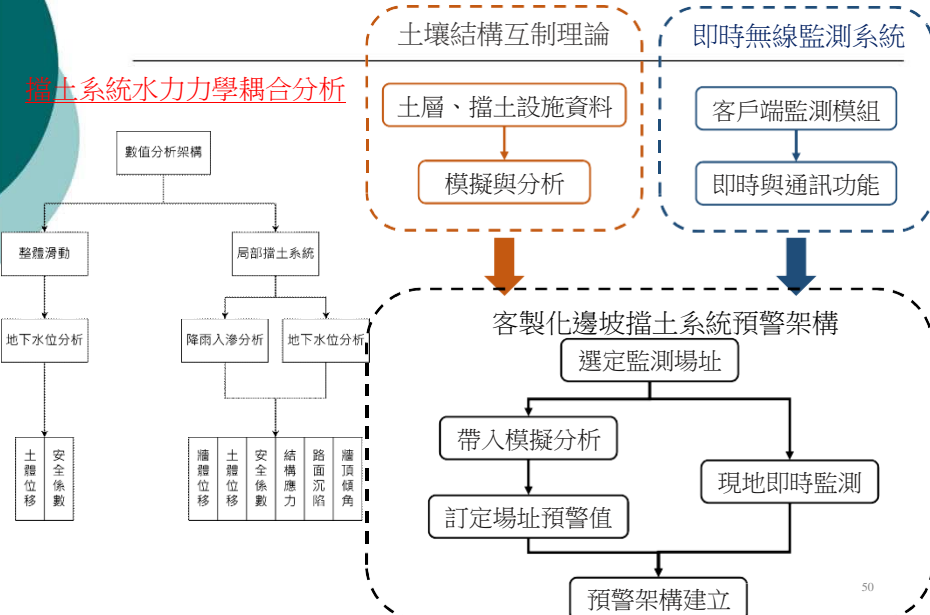 擋土系統水力力學耦合分析
數值分析架構
整體滑動
局部擋土系統
地下水位分析
降雨入滲分析
地下水位分析
土體位移
安全係數
牆體位移
土體位移
安全係數
結構應力
路面沉陷
牆頂傾角
土壤結構互制理論
土層、擋土設施資料
模擬與分析
即時無線監測系統
客戶端監測模組
即時與通訊功能
客製化邊坡擋土系統預警架構
選定監測場址
帶入模擬分析
訂定場址預警值
現地即時監測
預警架構建立
50